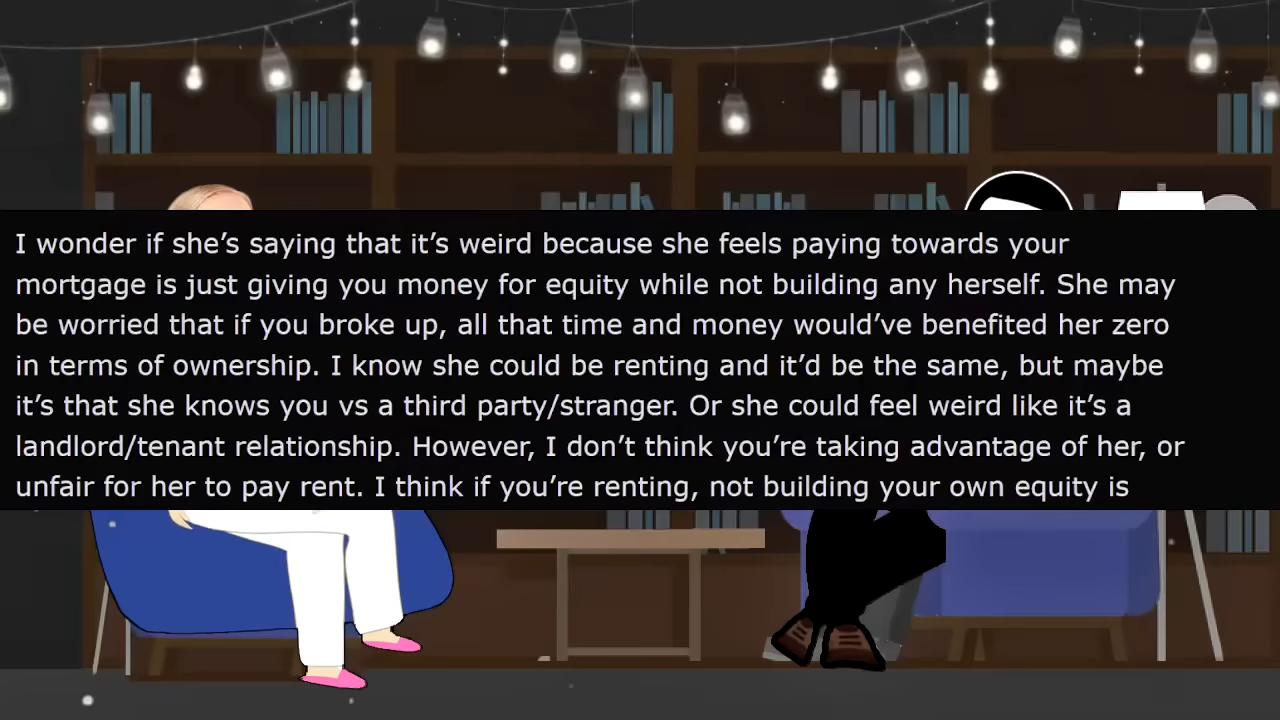 I wonder if she’s saying that it’s weird because she feels paying towards your
mortgage is just giving you money for equity while not building any herself. She may
be worried that if you broke up, all that time and money would’ve benefited her zero
in terms of ownership. I know she could be renting and it’d be the same, but maybe
it’s that she knows you vs a third party/stranger. Or she could feel weird like it’s a
landlord/tenant relationship. However, I don’t think you’re taking advantage of her, or
unfair for her to pay rent. I think if you’re renting, not building your own equity is